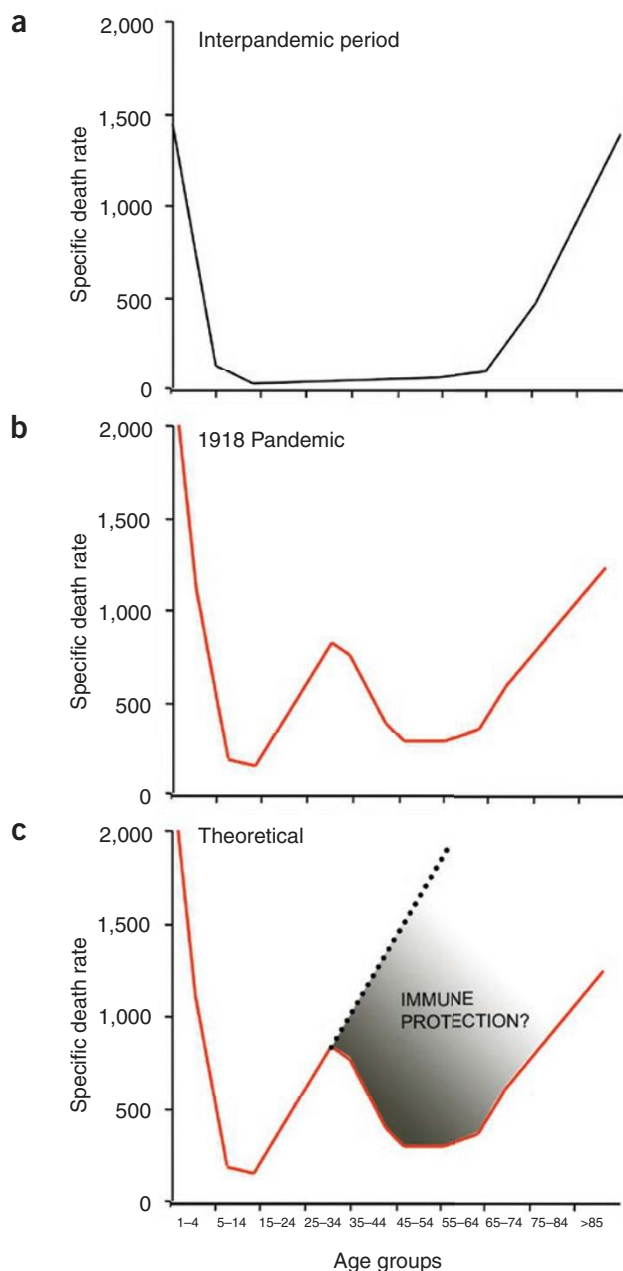 a
Interpandemic period
Specific death rate
2,000
1,500
1,000
500
0
b
1918 Pandemic
Specific death rate
2,000
1,500
1,000
500
0
c
Theoretical
Specific death rate
2,000
1,500
1,000
500
0
IMMUNE
PROTECTION?
1–4 5–14 15–24 25–34 35–44 45–54 55–64 65–74 75–84 >85
Age groups